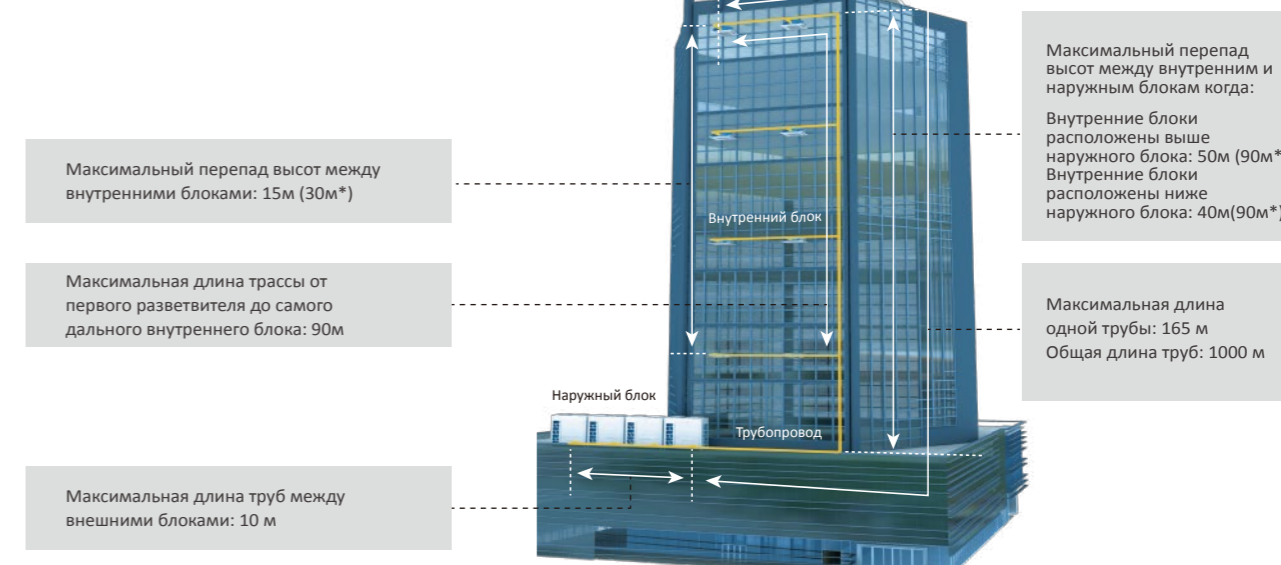 Максимальный перепад высот между
внутренними блоками: 15м (30м*)
Максимальная длина трассы от
первого разветвителя до самого
дального внутреннего блока: 90м
Максимальная длина труб между
внешними блоками: 10 м
Внутренний блок
Наружный блок
Трубопровод
Максимальный перепад
высот между внутренним и
наружным блокам когда:
Внутренние блоки
расположены выше
наружного блока: 50м (90м*
Внутренние блоки
расположены ниже
наружного блока: 40м(90м*)
Максимальная длина
одной трубы: 165 м
Общая длина труб: 1000 м